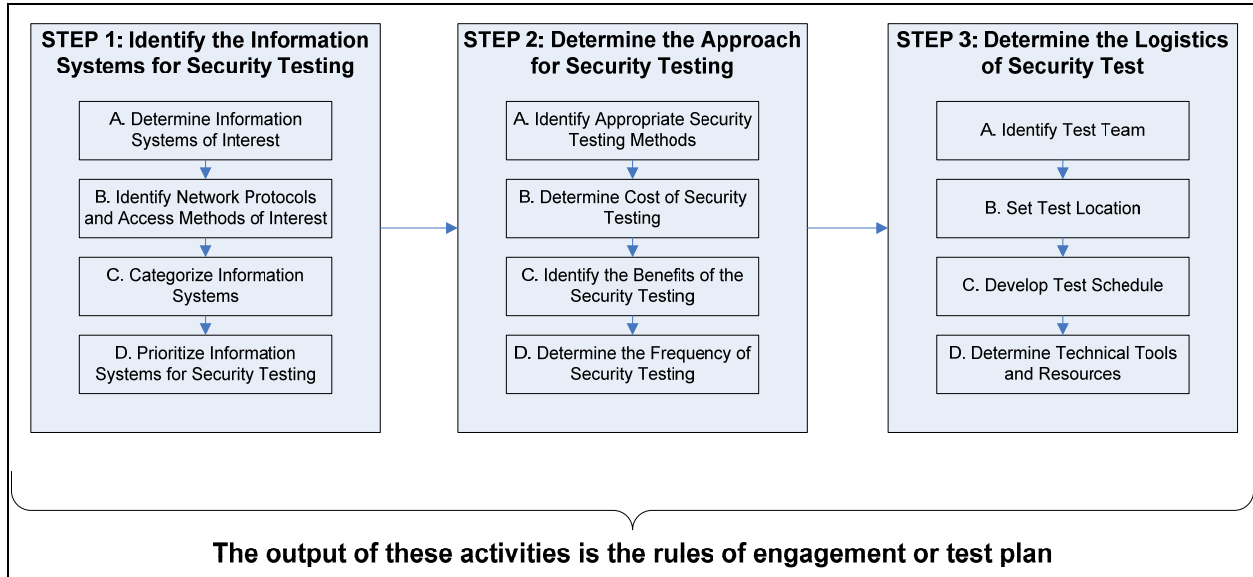 STEP 1: Identify the Information
Systems for Security Testing
A. Determine Information
Systems of Interest
B. Identify Network Protocols
and Access Methods of Interest
C. Categorize Information
Systems
D. Prioritize Information
Systems for Security Testing
STEP 2: Determine the Approach
for Security Testing
A. Identify Appropriate Security
Testing Methods
B. Determine Cost of Security
Testing
C. Identify the Benefits of the
Security Testing
D. Determine the Frequency of
Security Testing
STEP 3: Determine the Logistics
of Security Test
A. Identify Test Team
B. Set Test Location
C. Develop Test Schedule
D. Determine Technical Tools
and Resources
The output of these activities is the rules of engagement or test plan